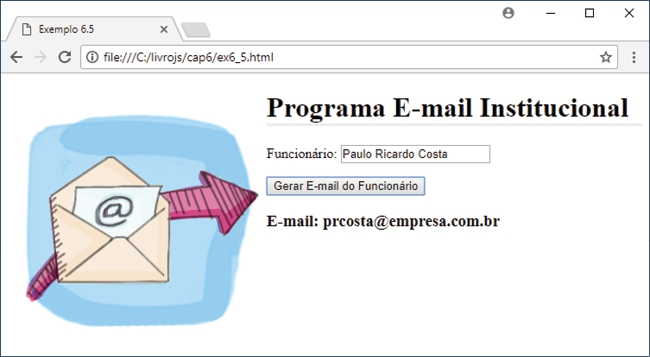 Exemplo 6.5
file:///C:/livrojs/cap6/ex6_5.html
Programa E-mail Institucional
Funcionário: Paulo Ricardo Costa
Gerar E-mail do Funcionário
E-mail: prcosta@empresa.com.br
@